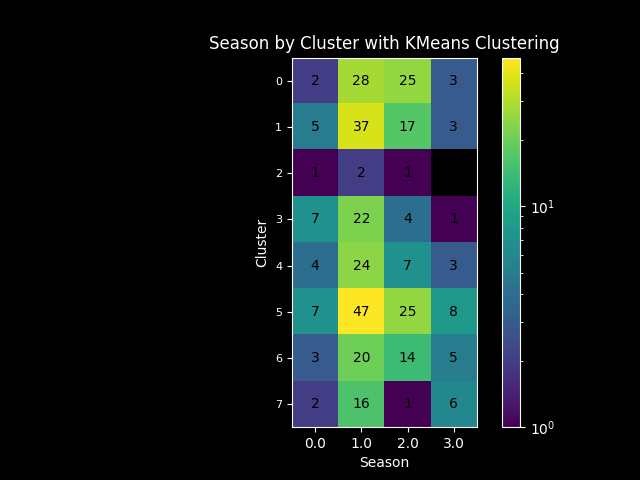 Season by Cluster with KMeans Clustering
0 2 28 25 3
1 5 37 17 3
2 1 2 1
3 7 22 4 1
4 4 24 7 3
5 7 47 25 8
6 3 20 14 5
7 2 16 1 6
0.0 1.0 2.0 3.0
Season
Cluster
10¹
10⁰